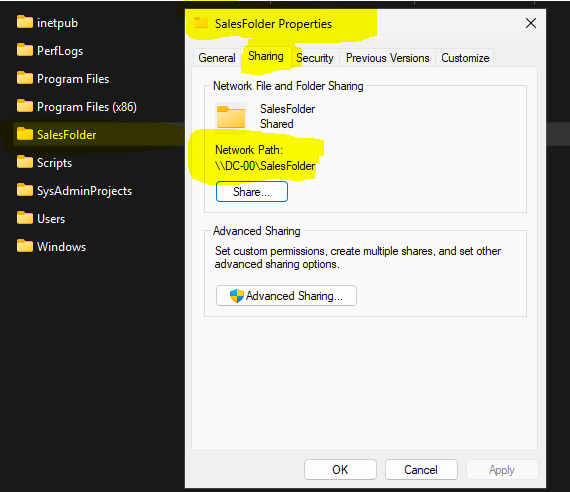 inetpub
PerfLogs
Program Files
Program Files (x86)
SalesFolder
Scripts
SysAdminProjects
Users
Windows
SalesFolder Properties
General
Sharing
Security
Previous Versions
Customize
Network File and Folder Sharing
SalesFolder
Shared
Network Path:
\\DC-00\SalesFolder
Share...
Advanced Sharing
Set custom permissions, create multiple shares, and set other
advanced sharing options.
Advanced Sharing...
OK
Cancel
Apply